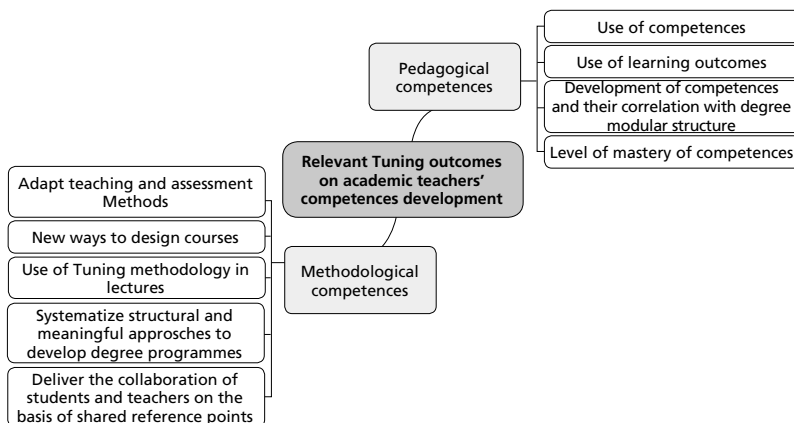 Use of competences
Pedagogical
competences
Use of learning outcomes
Development of competences
and their correlation with degree
modular structure
Level of mastery of competences
Relevant Tuning outcomes
on academic teachers’
competences development
Adapt teaching and assessment
Methods
New ways to design courses
Methodological
competences
Use of Tuning methodology in
lectures
Systematize structural and
meaningful approsches to
develop degree programmes
Deliver the collaboration of
students and teachers on the
basis of shared reference points